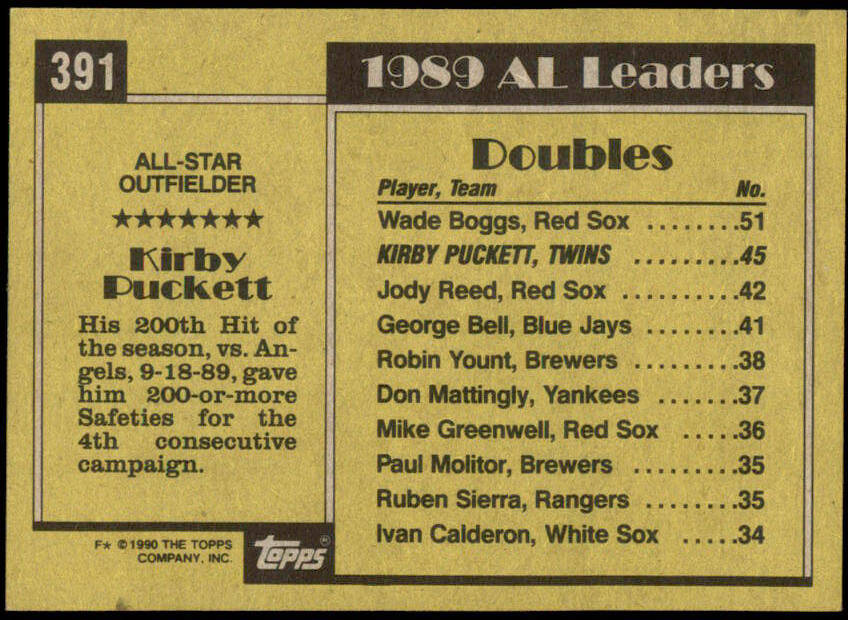 391
ALL-STAR
OUTFIELDER
★★★★★★★
Kirby
Puckett
His 200th Hit of
the season, vs. An-
gels, 9-18-89, gave
him 200-or-more
Safeties for the
4th consecutive
campaign.
F★ ©1990 THE TOPPS
COMPANY, INC.
Topps®
1989 AL Leaders
Doubles
Player, Team No.
Wade Boggs, Red Sox ........51
KIRBY PUCKETT, TWINS .........45
Jody Reed, Red Sox ..........42
George Bell, Blue Jays ........41
Robin Yount, Brewers .........38
Don Mattingly, Yankees .......37
Mike Greenwell, Red Sox .....36
Paul Molitor, Brewers .........35
Ruben Sierra, Rangers ........35
Ivan Calderon, White Sox .....34